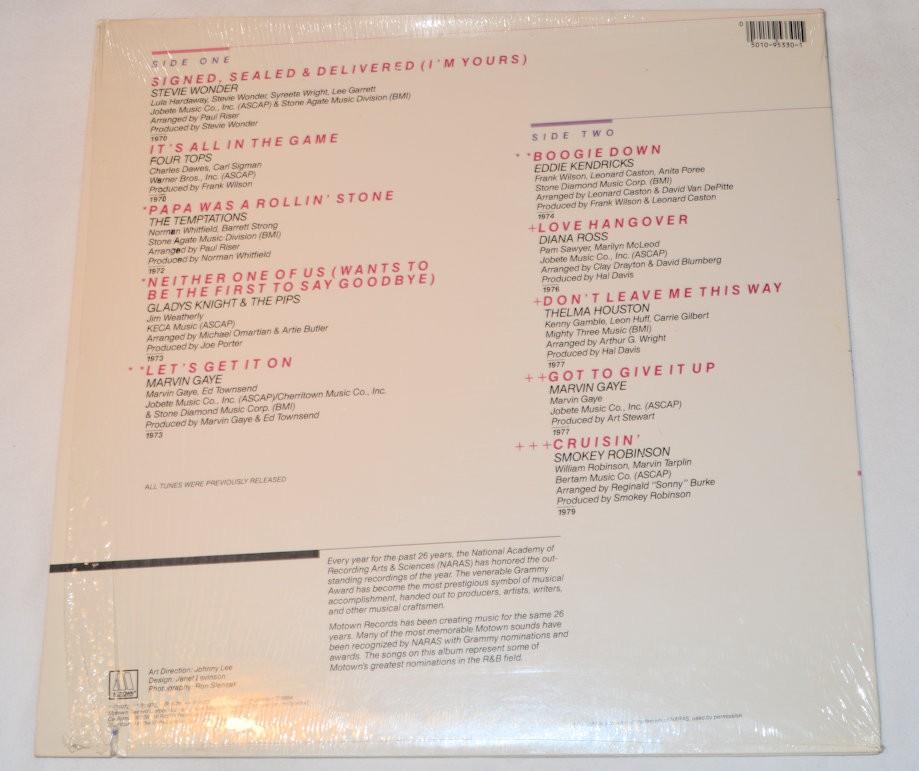 0
5010-95330-1
SIDE ONE
SIGNED, SEALED & DELIVERED (I'M YOURS)
STEVIE WONDER
Lula Hardaway, Stevie Wonder, Syreete Wright, Lee Garrett
Jobete Music Co., Inc. (ASCAP) & Stone Agate Music Division (BMI)
Arranged by Paul Riser
Produced by Stevie Wonder
1970
IT'S ALL IN THE GAME
FOUR TOPS
Charles Dawes, Carl Sigman
Warner Bros., Inc. (ASCAP)
Produced by Frank Wilson
1970
*PAPA WAS A ROLLIN' STONE
THE TEMPTATIONS
Norman Whitfield, Barrett Strong
Stone Agate Music Division (BMI)
Arranged by Paul Riser
Produced by Norman Whitfield
1972
*NEITHER ONE OF US (WANTS TO
BE THE FIRST TO SAY GOODBYE)
GLADYS KNIGHT & THE PIPS
Jim Weatherly
KECA Music (ASCAP)
Arranged by Michael Omartian & Artie Butler
Produced by Joe Porter
1973
**LET'S GET IT ON
MARVIN GAYE
Marvin Gaye, Ed Townsend
Jobete Music Co., Inc. (ASCAP)/Cherritown Music Co., Inc.
& Stone Diamond Music Corp. (BMI)
Produced by Marvin Gaye & Ed Townsend
1973
ALL TUNES WERE PREVIOUSLY RELEASED
SIDE TWO
**BOOGIE DOWN
EDDIE KENDRICKS
Frank Wilson, Leonard Caston, Anita Poree
Stone Diamond Music Corp. (BMI)
Arranged by Leonard Caston & David Van DePitte
Produced by Frank Wilson & Leonard Caston
1974
+LOVE HANGOVER
DIANA ROSS
Pam Sawyer, Marilyn McLeod
Jobete Music Co., Inc. (ASCAP)
Arranged by Clay Drayton & David Blumberg
Produced by Hal Davis
1976
+DON'T LEAVE ME THIS WAY
THELMA HOUSTON
Kenny Gamble, Leon Huff, Carrie Gilbert
Mighty Three Music (BMI)
Arranged by Arthur G. Wright
Produced by Hal Davis
1977
++GOT TO GIVE IT UP
MARVIN GAYE
Marvin Gaye
Jobete Music Co., Inc. (ASCAP)
Produced by Art Stewart
1977
+++CRUISIN'
SMOKEY ROBINSON
William Robinson, Marvin Tarplin
Bertam Music Co. (ASCAP)
Arranged by Reginald "Sonny" Burke
Produced by Smokey Robinson
1979
Every year for the past 26 years, the National Academy of
Recording Arts & Sciences (NARAS) has honored the out-
standing recordings of the year. The venerable Grammy
Award has become the most prestigious symbol of musical
accomplishment, handed out to producers, artists, writers,
and other musical craftsmen.
Motown Records has been creating music for the same 26
years. Many of the most memorable Motown sounds have
been recognized by NARAS with Grammy nominations and
awards. The songs on this album represent some of
Motown's greatest nominations in the R&B field.
Art Direction: Johnny Lee
Design: Janet Levinson
Photography: Ron Slenzak
NARAS, used by permission